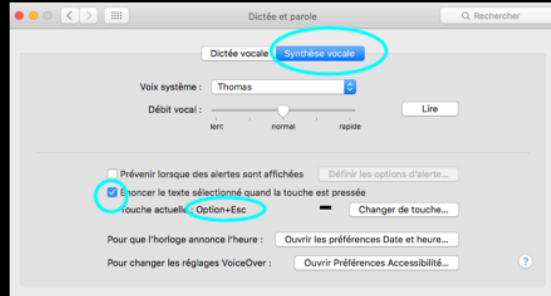 Dictée et parole
Rechercher
Dictée vocale Synthèse vocale
Voix système : Thomas
Débit vocal :
Lire
lent normal rapide
Prévenir lorsque des alertes sont affichées Définir les options d'alerte...
Énoncer le texte sélectionné quand la touche est pressée
Touche actuelle : Option+Esc Changer de touche...
Pour que l'horloge annonce l'heure : Ouvrir les préférences Date et heure...
Pour changer les réglages VoiceOver : Ouvrir Préférences Accessibilité...
?